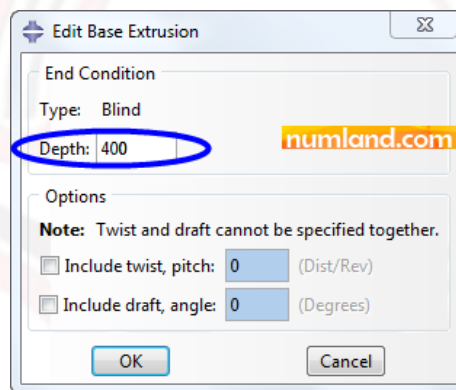 Edit Base Extrusion
End Condition
Type: Blind
Depth: 400
numland.com
Options
Note: Twist and draft cannot be specified together.
Include twist, pitch: 0 (Dist/Rev)
Include draft, angle: 0 (Degrees)
OK Cancel